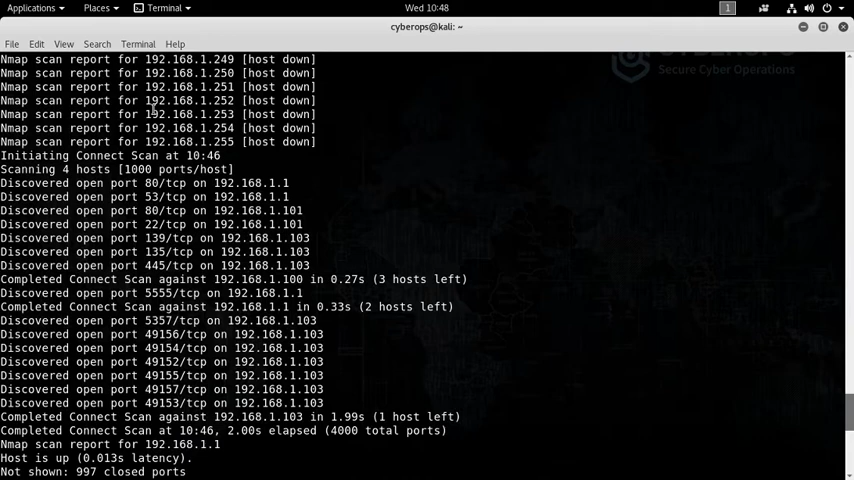 Applications Places Terminal Wed 10:48 1
cyberops@kali: ~
File Edit View Search Terminal Help
Secure Cyber Operations
Nmap scan report for 192.168.1.249 [host down]
Nmap scan report for 192.168.1.250 [host down]
Nmap scan report for 192.168.1.251 [host down]
Nmap scan report for 192.168.1.252 [host down]
Nmap scan report for 192.168.1.253 [host down]
Nmap scan report for 192.168.1.254 [host down]
Nmap scan report for 192.168.1.255 [host down]
Initiating Connect Scan at 10:46
Scanning 4 hosts [1000 ports/host]
Discovered open port 80/tcp on 192.168.1.1
Discovered open port 53/tcp on 192.168.1.1
Discovered open port 80/tcp on 192.168.1.101
Discovered open port 22/tcp on 192.168.1.101
Discovered open port 139/tcp on 192.168.1.103
Discovered open port 135/tcp on 192.168.1.103
Discovered open port 445/tcp on 192.168.1.103
Completed Connect Scan against 192.168.1.100 in 0.27s (3 hosts left)
Discovered open port 5555/tcp on 192.168.1.1
Completed Connect Scan against 192.168.1.1 in 0.33s (2 hosts left)
Discovered open port 5357/tcp on 192.168.1.103
Discovered open port 49156/tcp on 192.168.1.103
Discovered open port 49154/tcp on 192.168.1.103
Discovered open port 49152/tcp on 192.168.1.103
Discovered open port 49155/tcp on 192.168.1.103
Discovered open port 49157/tcp on 192.168.1.103
Discovered open port 49153/tcp on 192.168.1.103
Completed Connect Scan against 192.168.1.103 in 1.99s (1 host left)
Completed Connect Scan at 10:46, 2.00s elapsed (4000 total ports)
Nmap scan report for 192.168.1.1
Host is up (0.013s latency).
Not shown: 997 closed ports